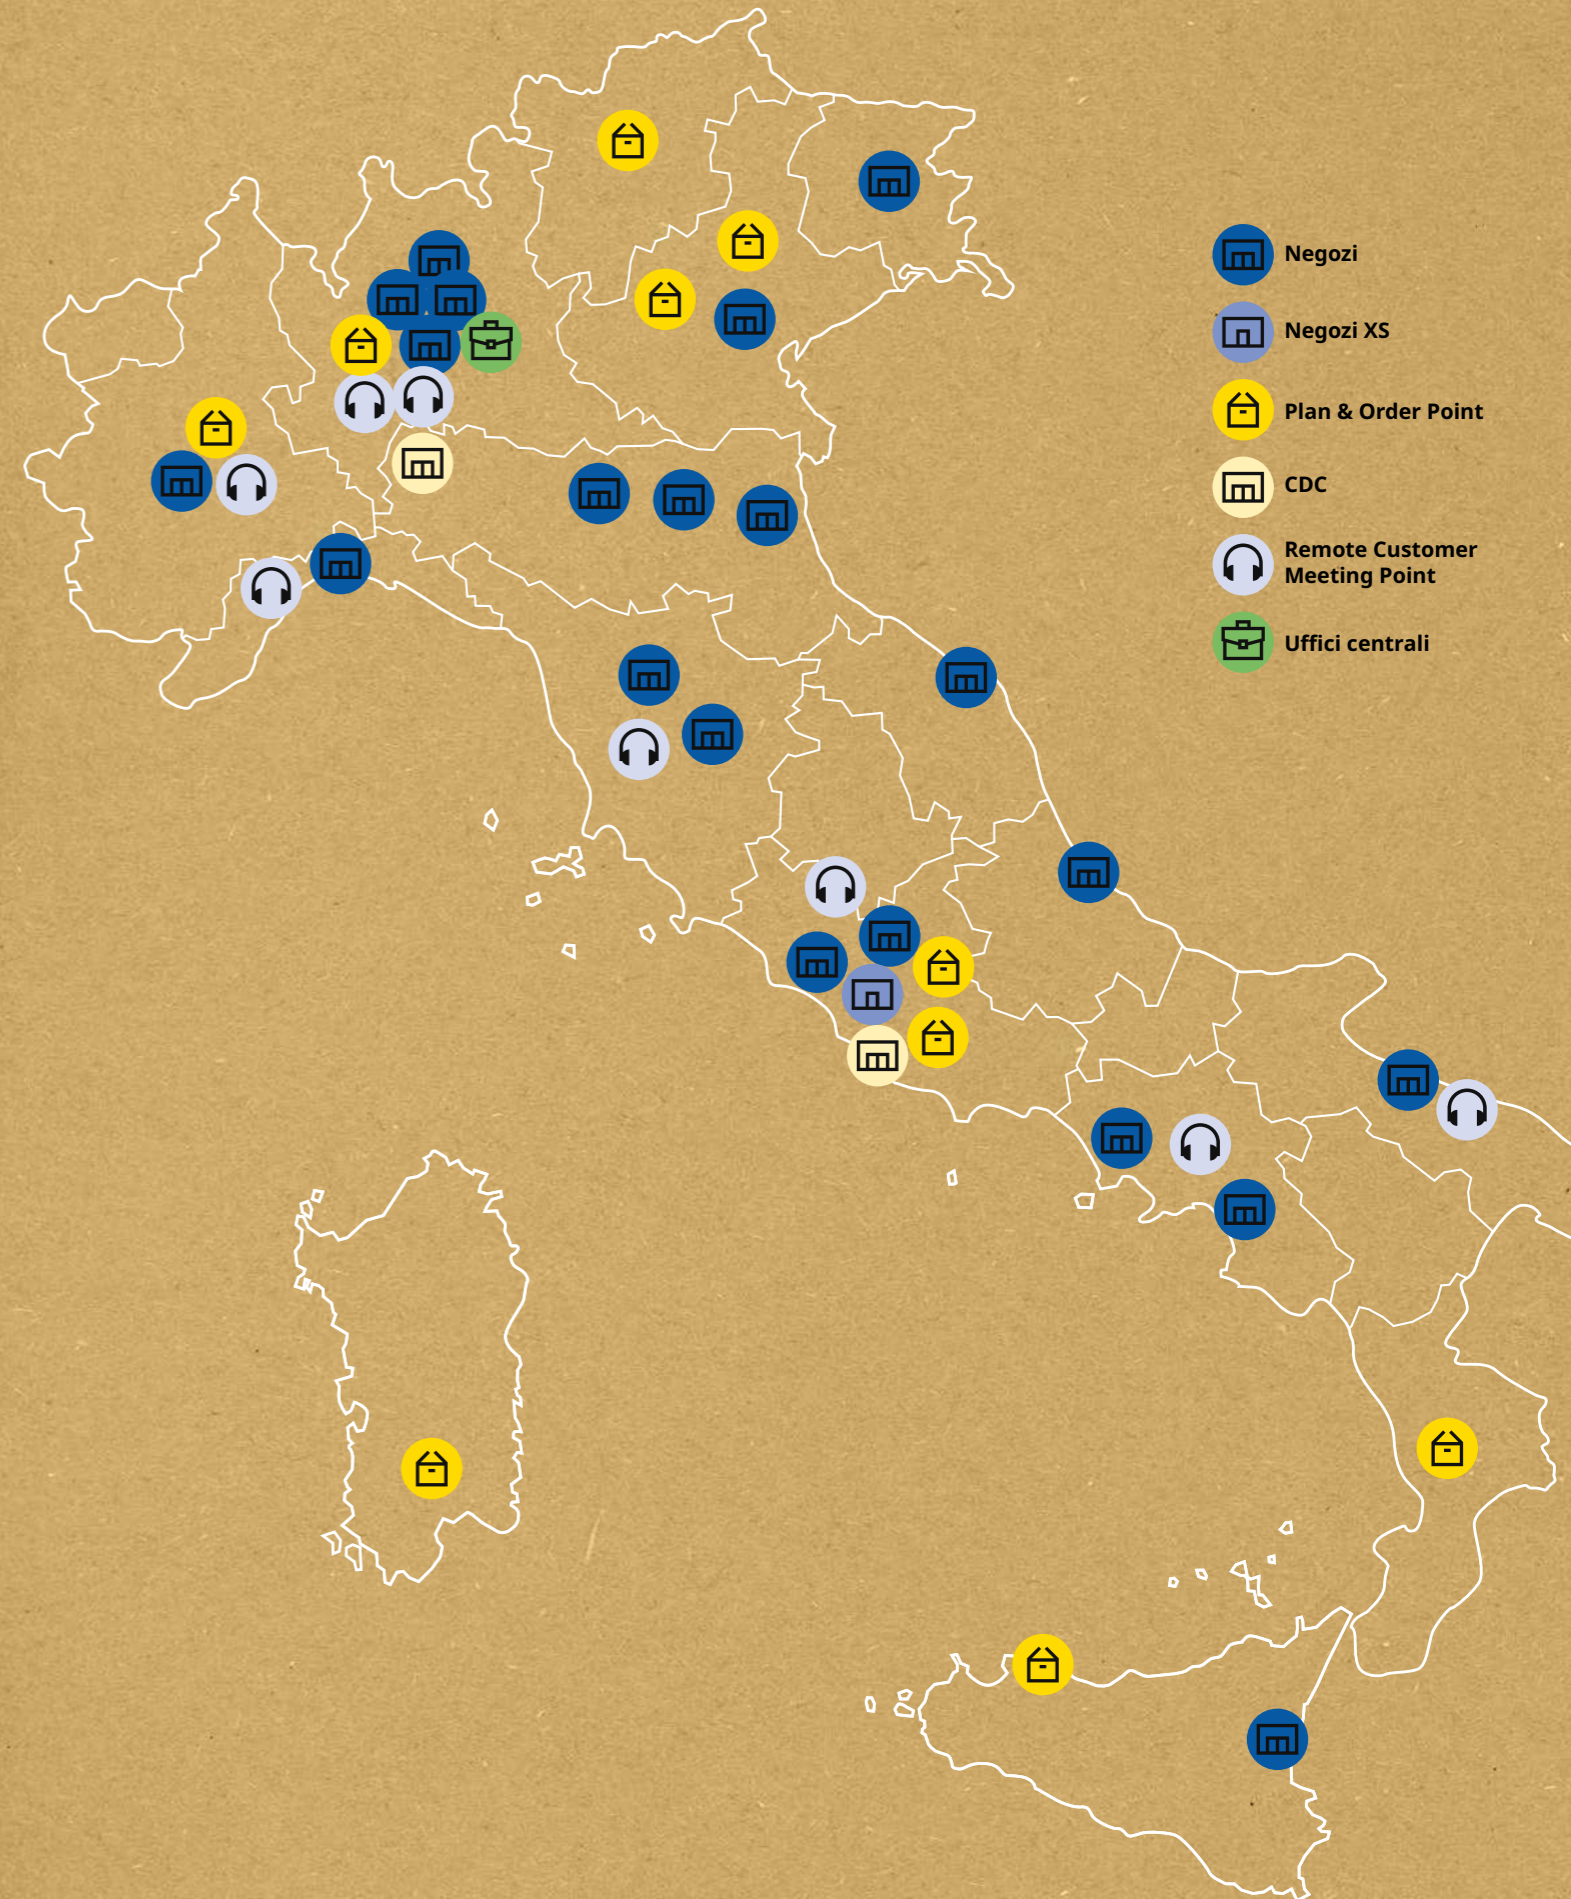 Negozi
Negozi XS
Plan & Order Point
CDC
Remote Customer
Meeting Point
Uffici centrali